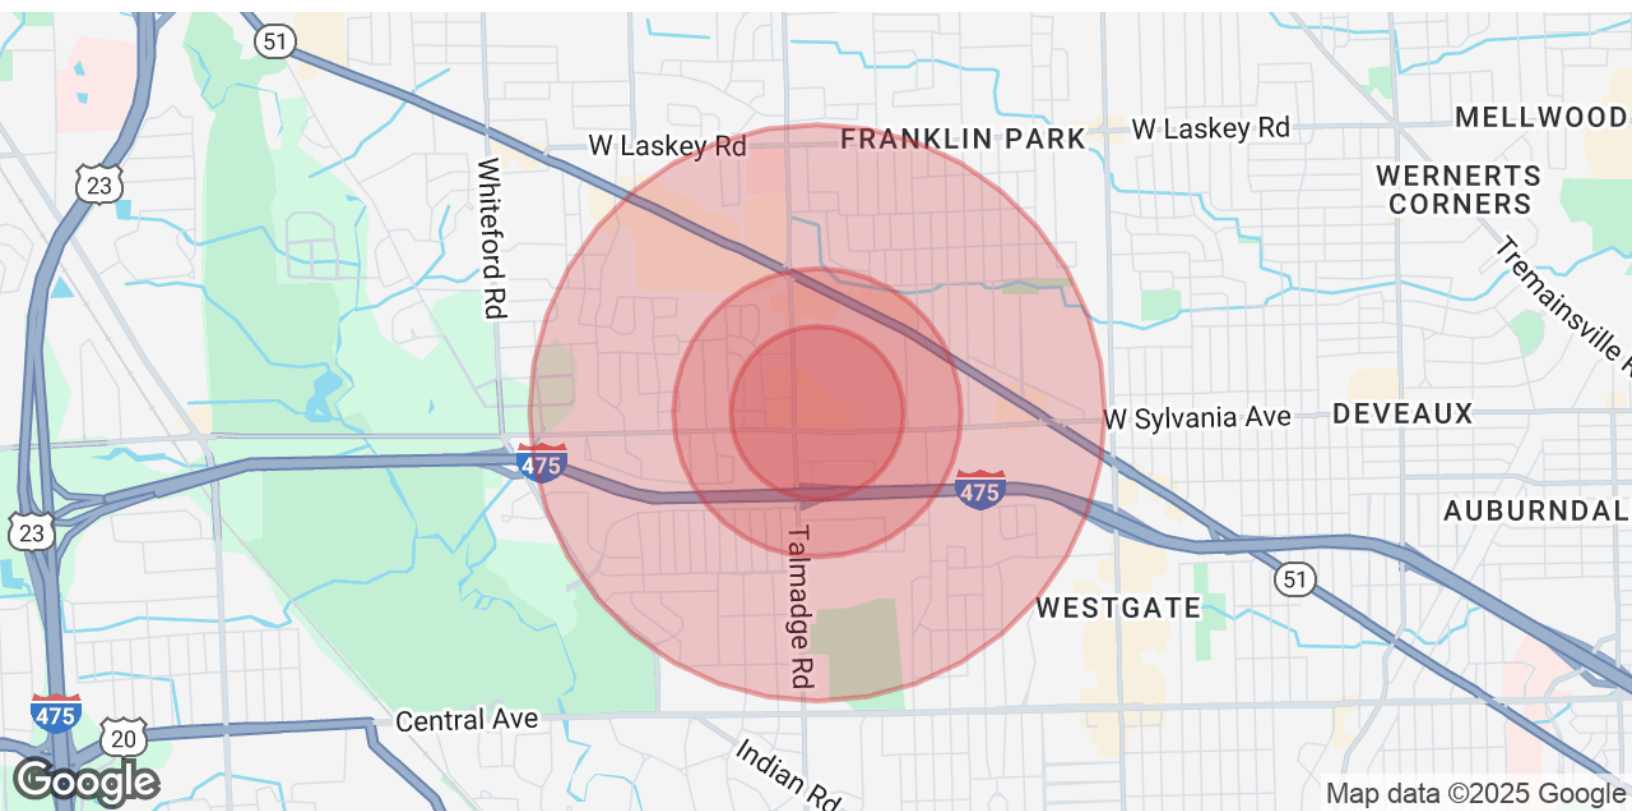 51
W Laskey Rd
FRANKLIN PARK
W Laskey Rd
MELLWOOD
23
WERNERTS
CORNERS
Whiteford Rd
Tremainsville R
W Sylvania Ave
DEVEAUX
475
475
AUBURNDAL
23
51
Talmadge Rd
WESTGATE
475
20
Central Ave
Indian Rd
Google
Map data ©2025 Google